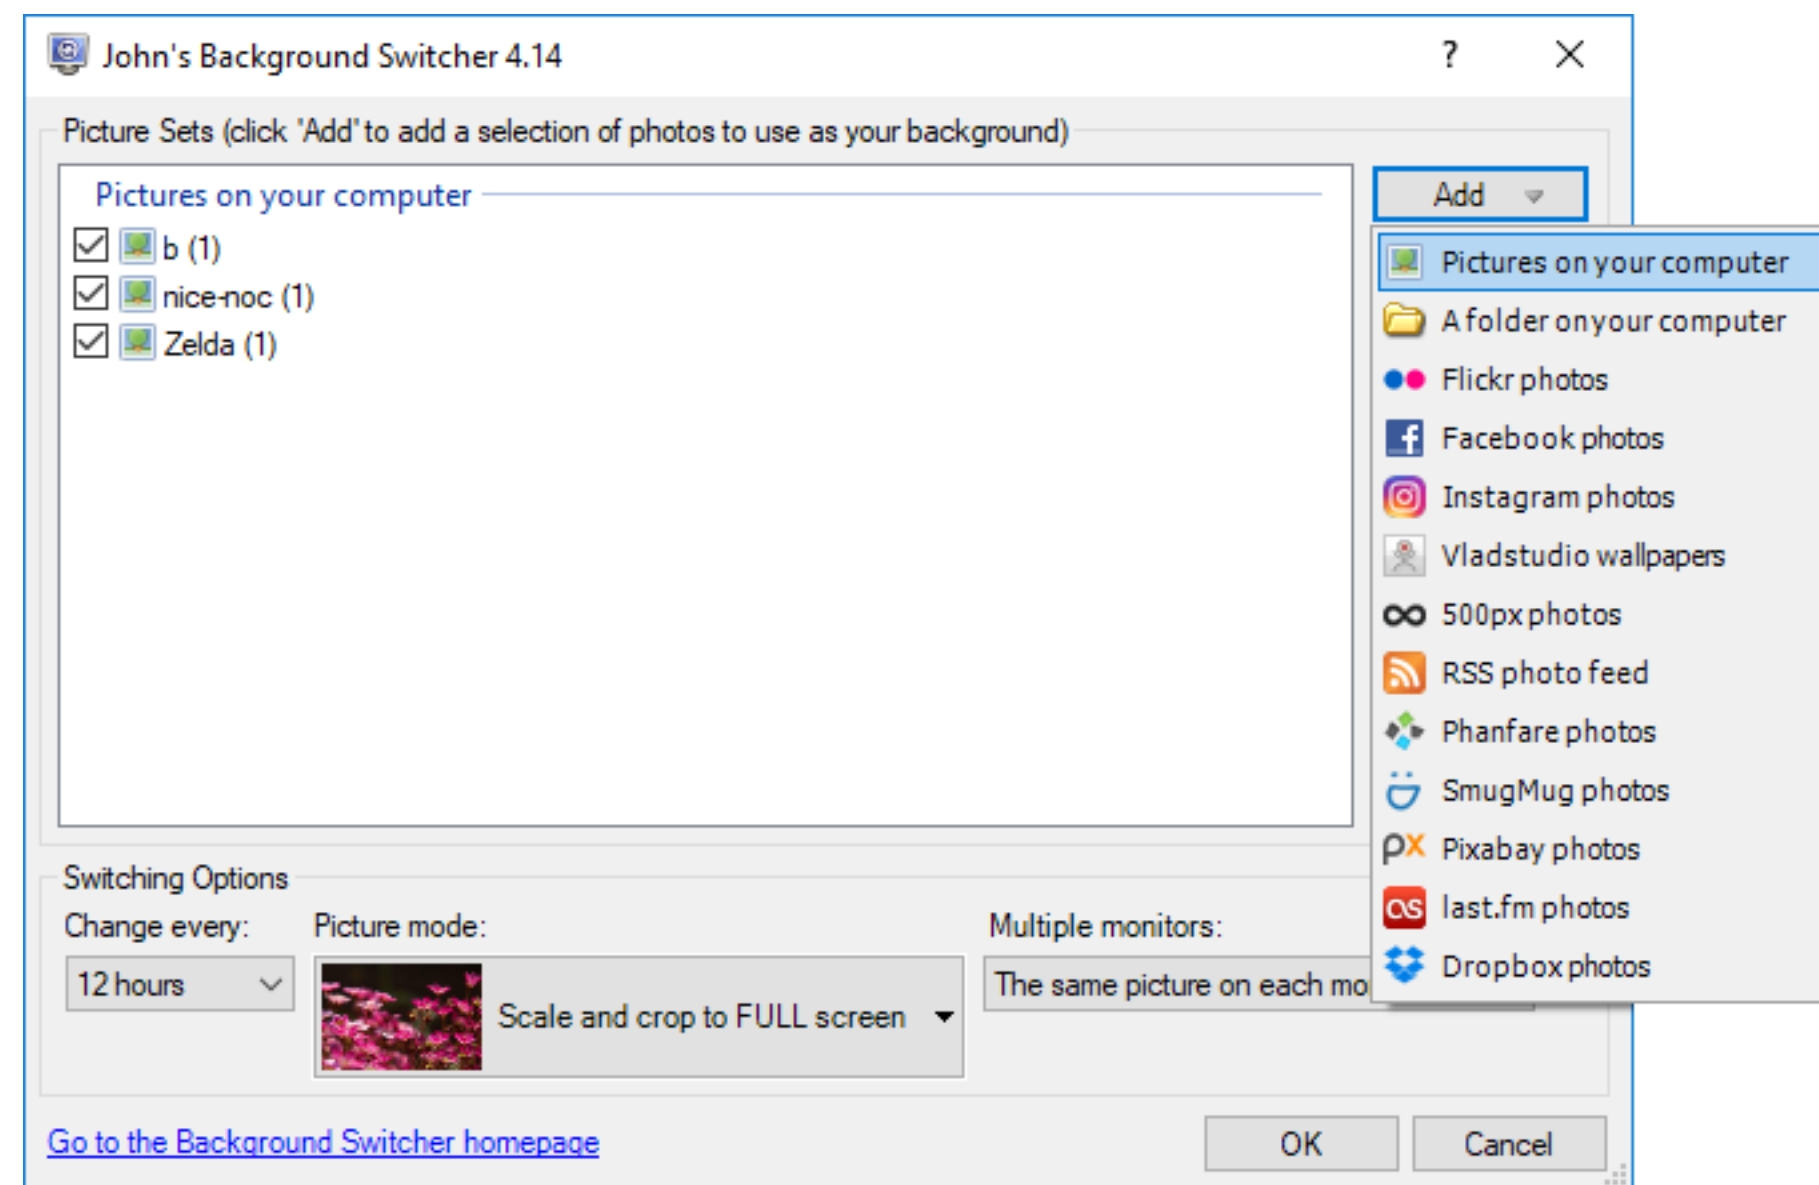 John's Background Switcher 4.14
?
Picture Sets (click 'Add' to add a selection of photos to use as your background)
Pictures on your computer
b (1)
nice-noc (1)
Zelda (1)
Add
Pictures on your computer
A folder on your computer
Flickr photos
Facebook photos
Instagram photos
Vladstudio wallpapers
500px photos
RSS photo feed
Phanfare photos
SmugMug photos
Pixabay photos
last.fm photos
Dropbox photos
Switching Options
Change every:
Picture mode:
Multiple monitors:
12 hours
Scale and crop to FULL screen
The same picture on each mo
Go to the Background Switcher homepage
OK
Cancel